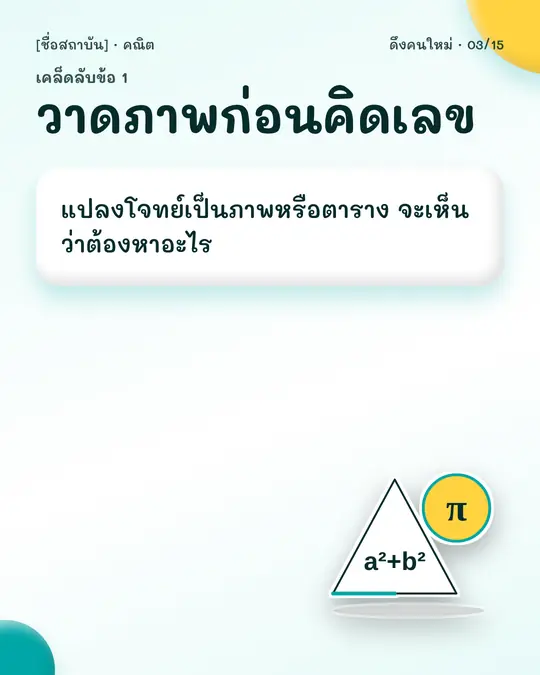 [ชื่อสถาบัน] · คณิต
ดึงคนใหม่ · 03/15
เคล็ดลับข้อ 1
วาดภาพก่อนคิดเลข
แปลงโจทย์เป็นภาพหรือตาราง จะเห็น
ว่าต้องหาอะไร
π
a²+b²